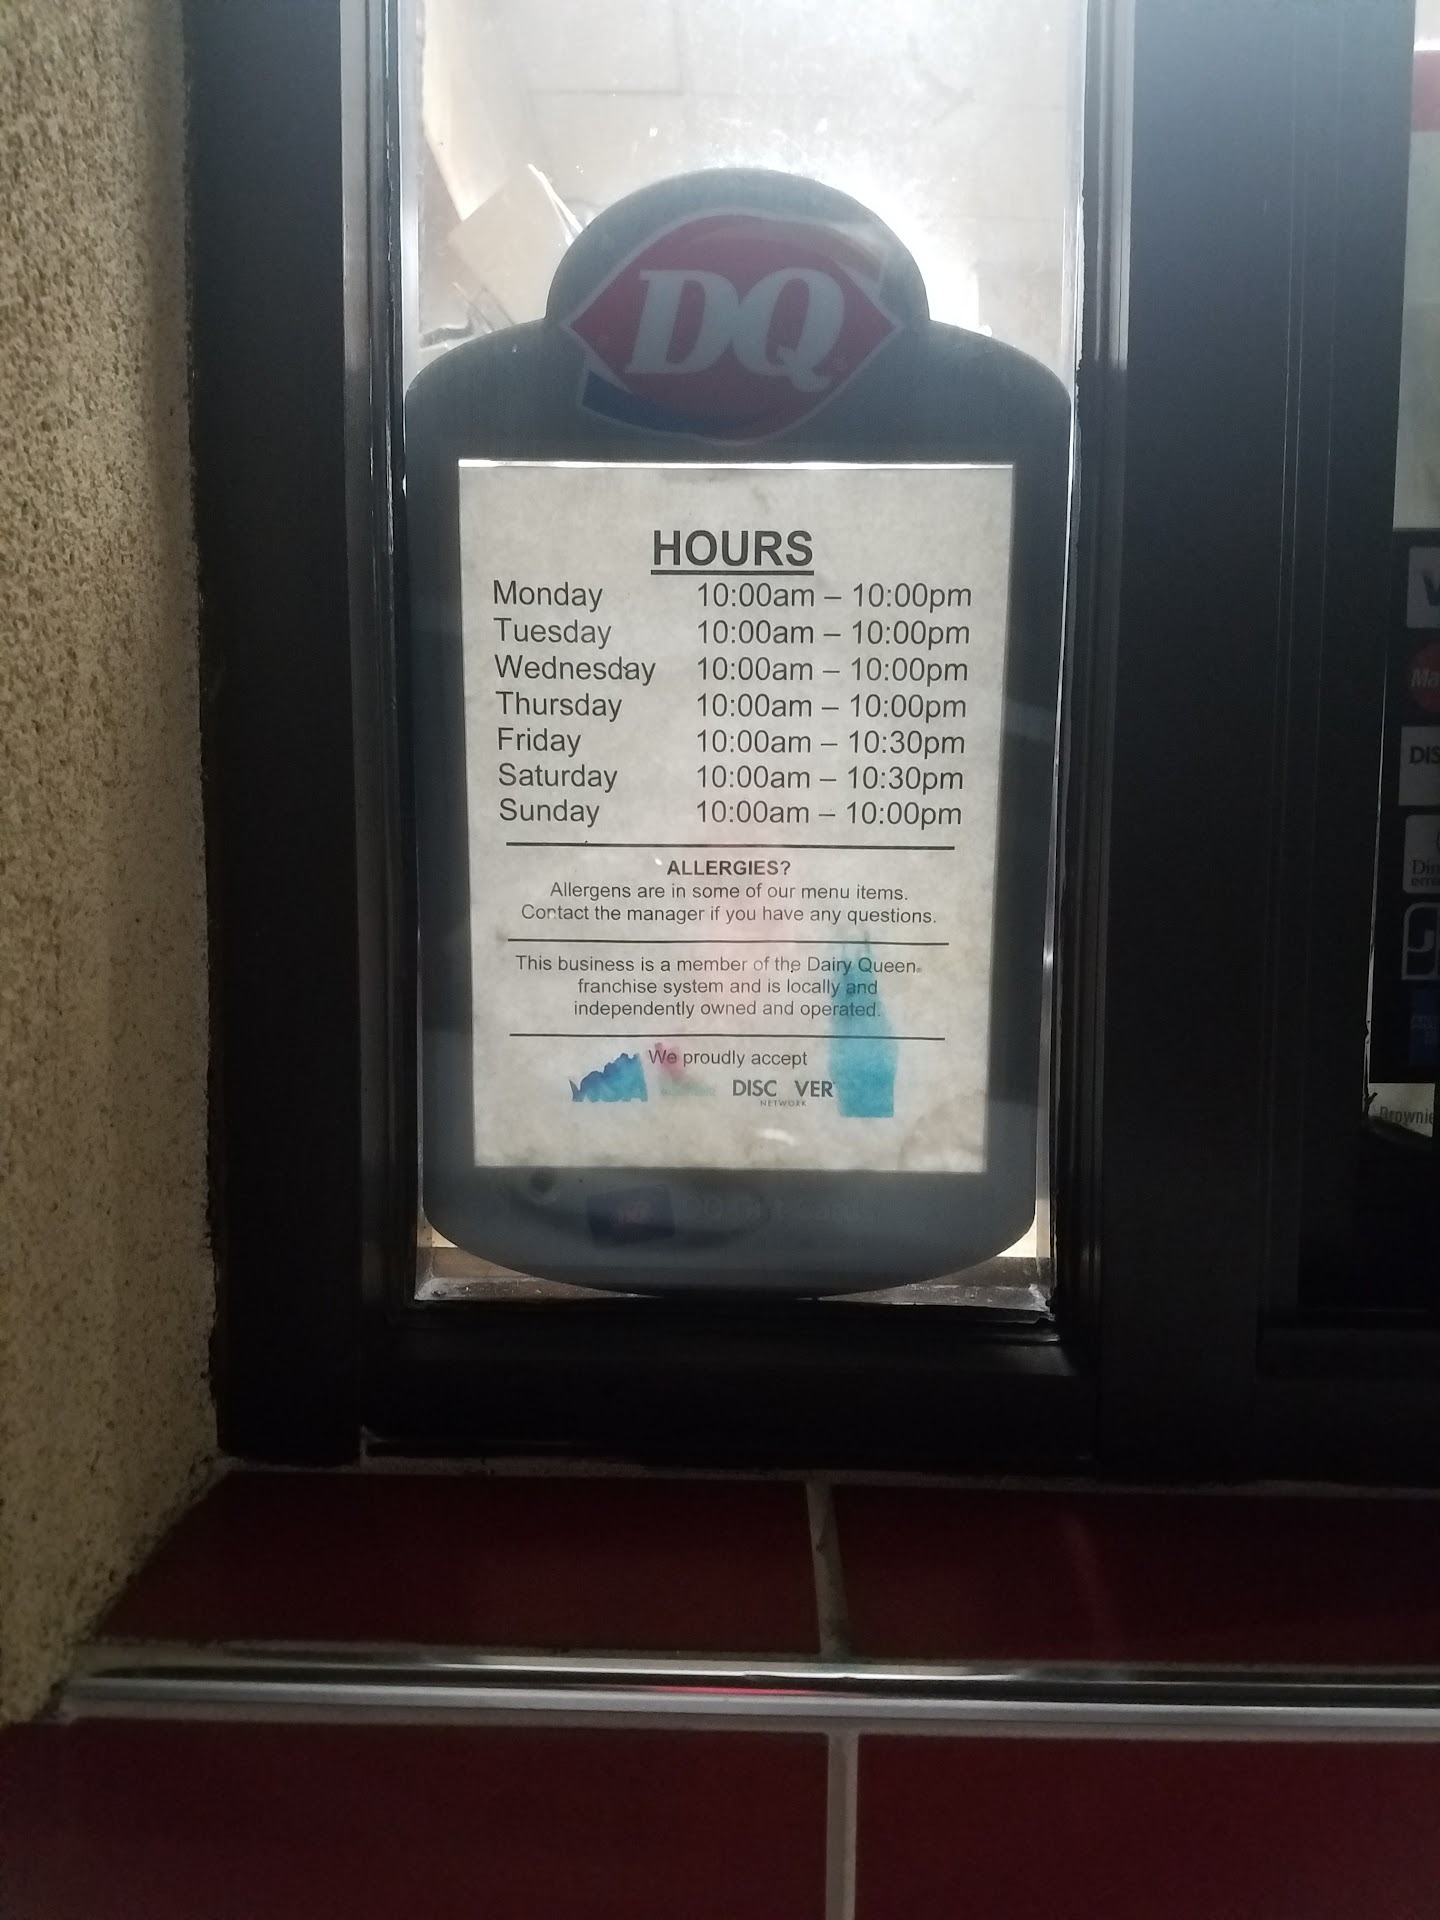 DQ
HOURS
Monday 10:00am – 10:00pm
Tuesday 10:00am – 10:00pm
Wednesday 10:00am – 10:00pm
Thursday 10:00am – 10:00pm
Friday 10:00am – 10:30pm
Saturday 10:00am – 10:30pm
Sunday 10:00am – 10:00pm
ALLERGIES?
Allergens are in some of our menu items.
Contact the manager if you have any questions.
This business is a member of the Dairy Queen®
franchise system and is locally and
independently owned and operated.
We proudly accept
VISA DISC VER
NETWORK